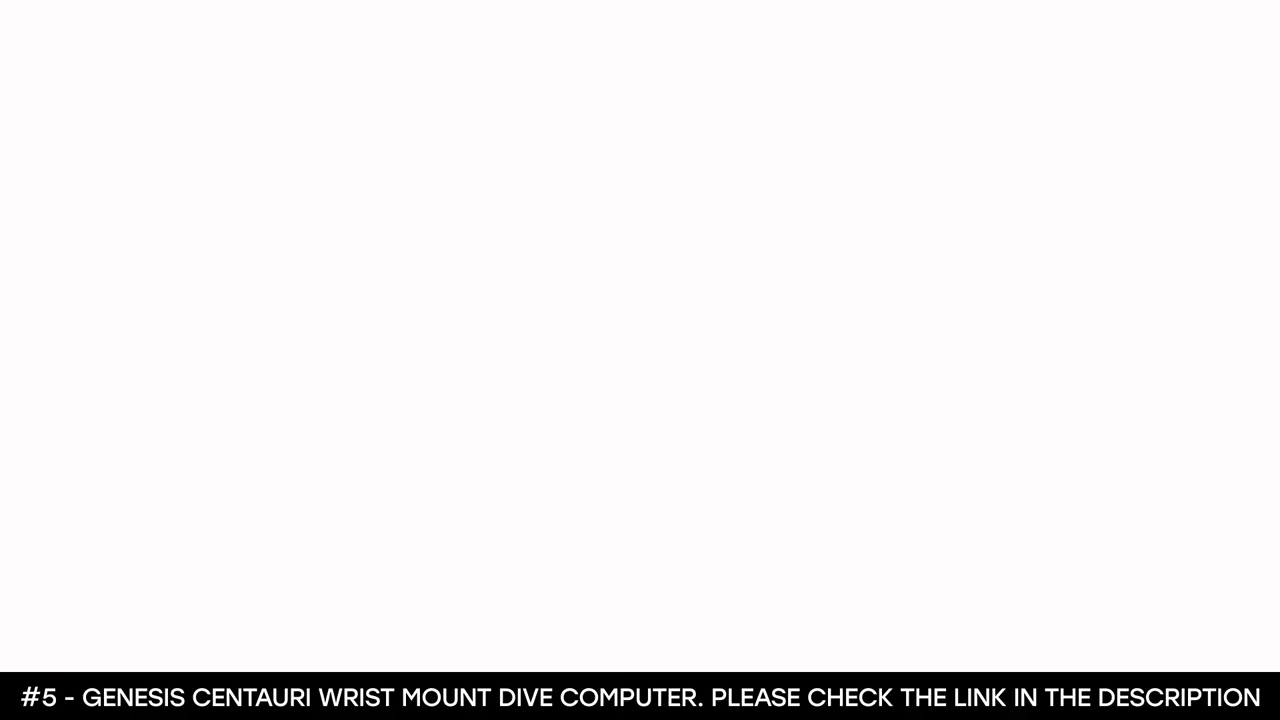 #5 - GENESIS CENTAURI WRIST MOUNT DIVE COMPUTER. PLEASE CHECK THE LINK IN THE DESCRIPTION